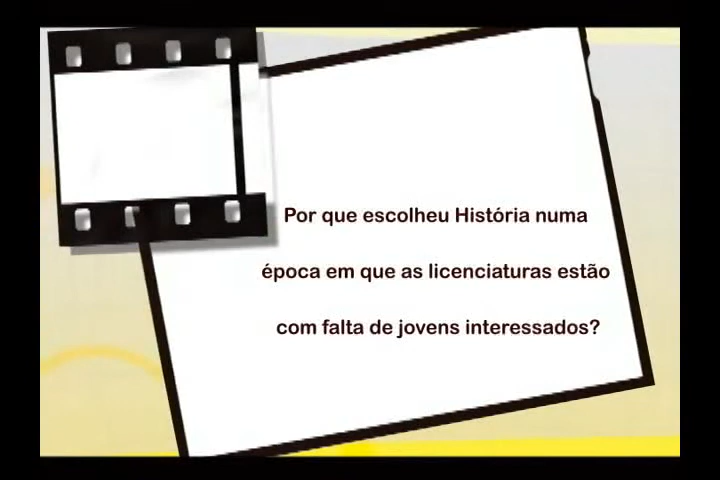 Por que escolheu História numa
época em que as licenciaturas estão
com falta de jovens interessados?